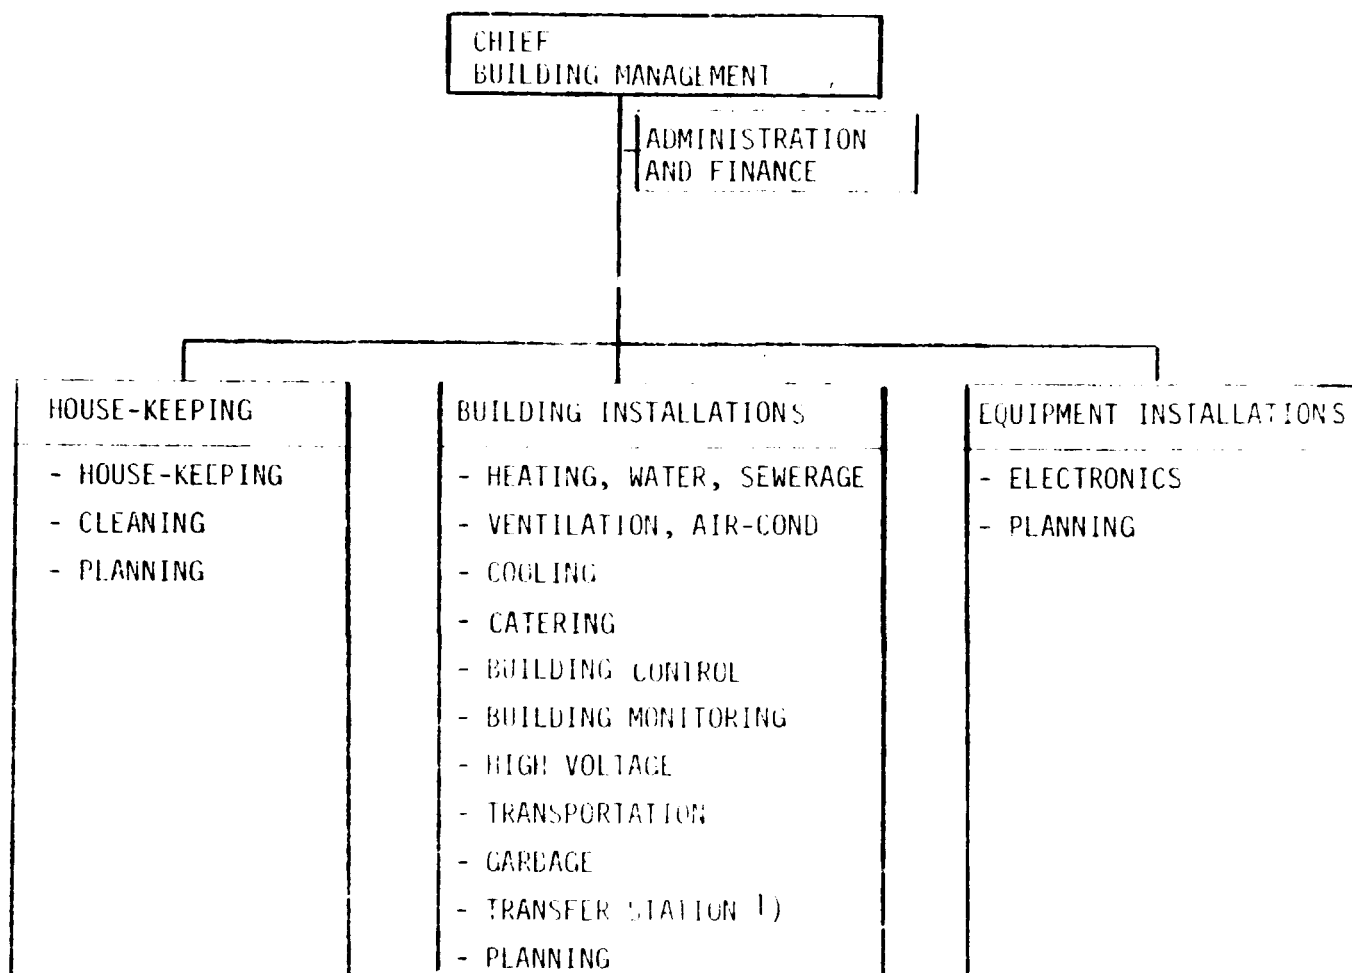 CHIEF
BUILDING MANAGEMENT
ADMINISTRATION
AND FINANCE
HOUSE-KEEPING
- HOUSE-KEEPING
- CLEANING
- PLANNING
BUILDING INSTALLATIONS
- HEATING, WATER, SEWERAGE
- VENTILATION, AIR-COND
- COOLING
- CATERING
- BUILDING CONTROL
- BUILDING MONITORING
- HIGH VOLTAGE
- TRANSPORTATION
- GARBAGE
- TRANSFER STATION 1)
- PLANNING
EQUIPMENT INSTALLATIONS
- ELECTRONICS
- PLANNING